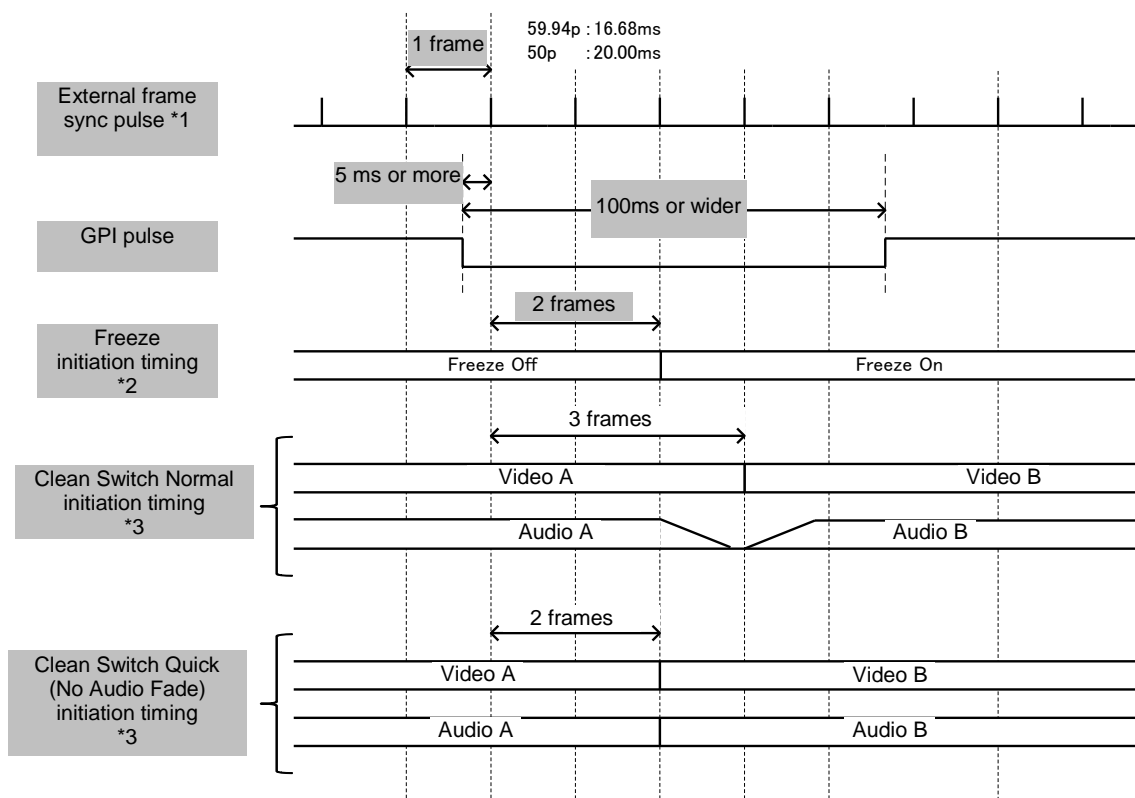 59.94p : 16.68ms
50p : 20.00ms
1 frame
External frame
sync pulse *1
5 ms or more
100ms or wider
GPI pulse
2 frames
Freeze
initiation timing
*2
Freeze Off
Freeze On
3 frames
Clean Switch Normal
initiation timing
*3
Video A
Video B
Audio A
Audio B
2 frames
Clean Switch Quick
(No Audio Fade)
initiation timing
*3
Video A
Video B
Audio A
Audio B